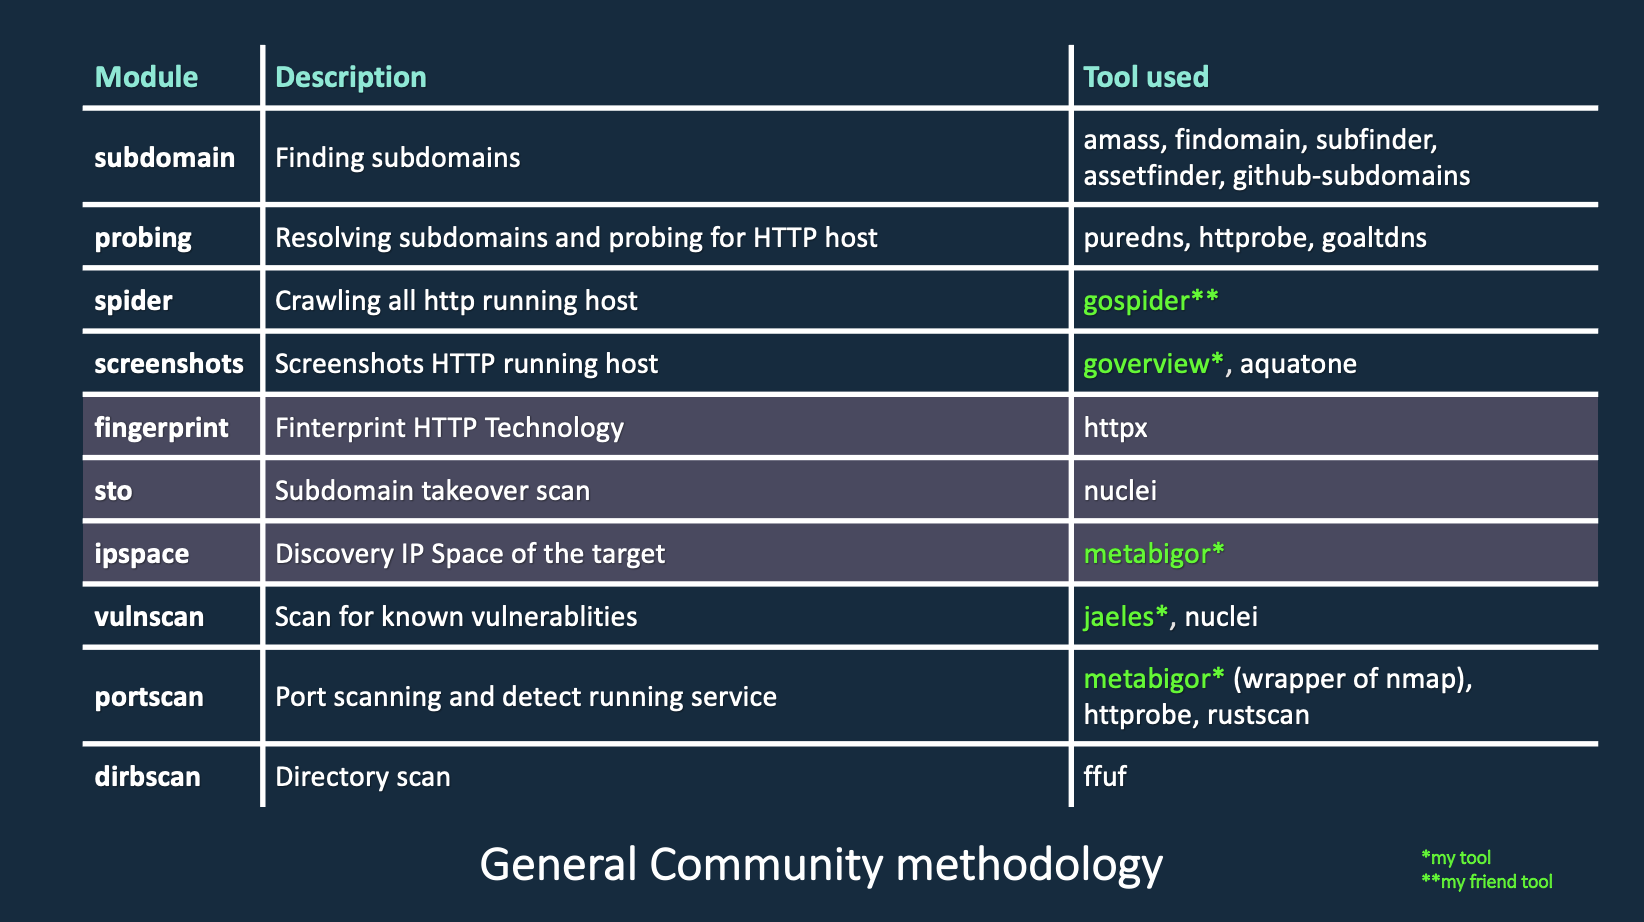 Module Description Tool used
subdomain Finding subdomains amass, findomain, subfinder,
assetfinder, github-subdomains
probing Resolving subdomains and probing for HTTP host puredns, httprobe, goaltdns
spider Crawling all http running host gospider**
screenshots Screenshots HTTP running host goverview*, aquatone
fingerprint Finterprint HTTP Technology httpx
sto Subdomain takeover scan nuclei
ipspace Discovery IP Space of the target metabigor*
vulnscan Scan for known vulnerablities jaeles*, nuclei
portscan Port scanning and detect running service metabigor* (wrapper of nmap),
httprobe, rustscan
dirbscan Directory scan ffuf
General Community methodology
*my tool
**my friend tool